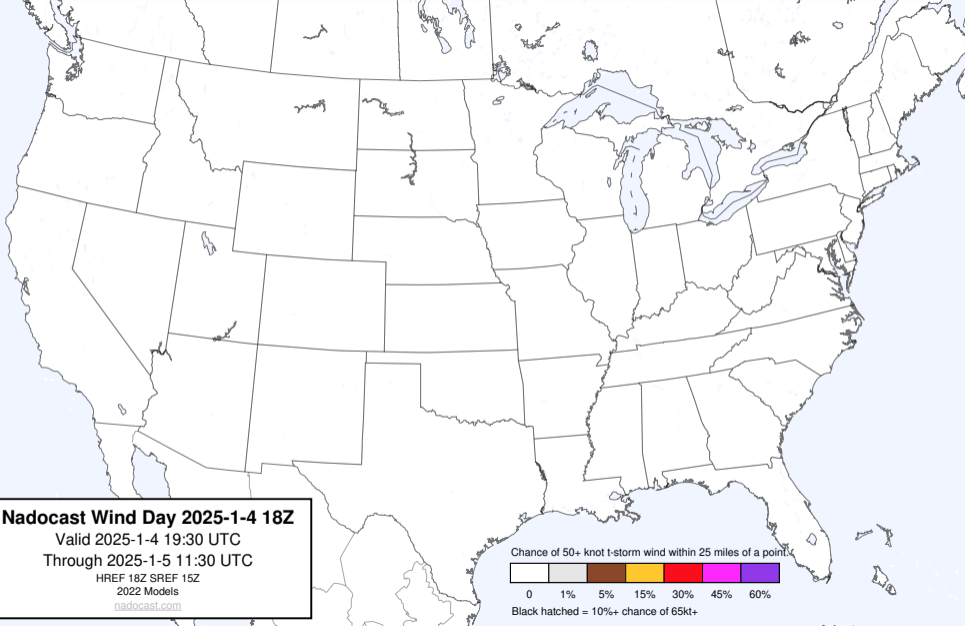 Nadocast Wind Day 2025-1-4 18Z
Valid 2025-1-4 19:30 UTC
Through 2025-1-5 11:30 UTC
HREF 18Z SREF 15Z
2022 Models
nadocast.com
Chance of 50+ knot t-storm wind within 25 miles of a point.
0 1% 5% 15% 30% 45% 60%
Black hatched = 10%+ chance of 65kt+